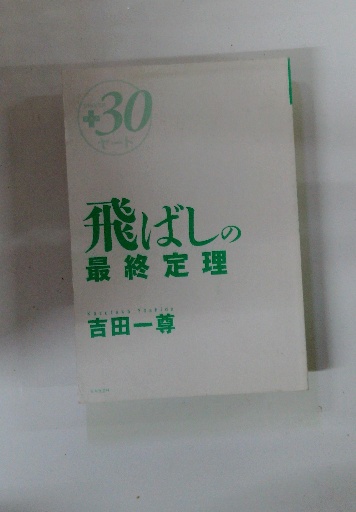 +30
ヤード
飛ばしの
最終定理
吉田一尊